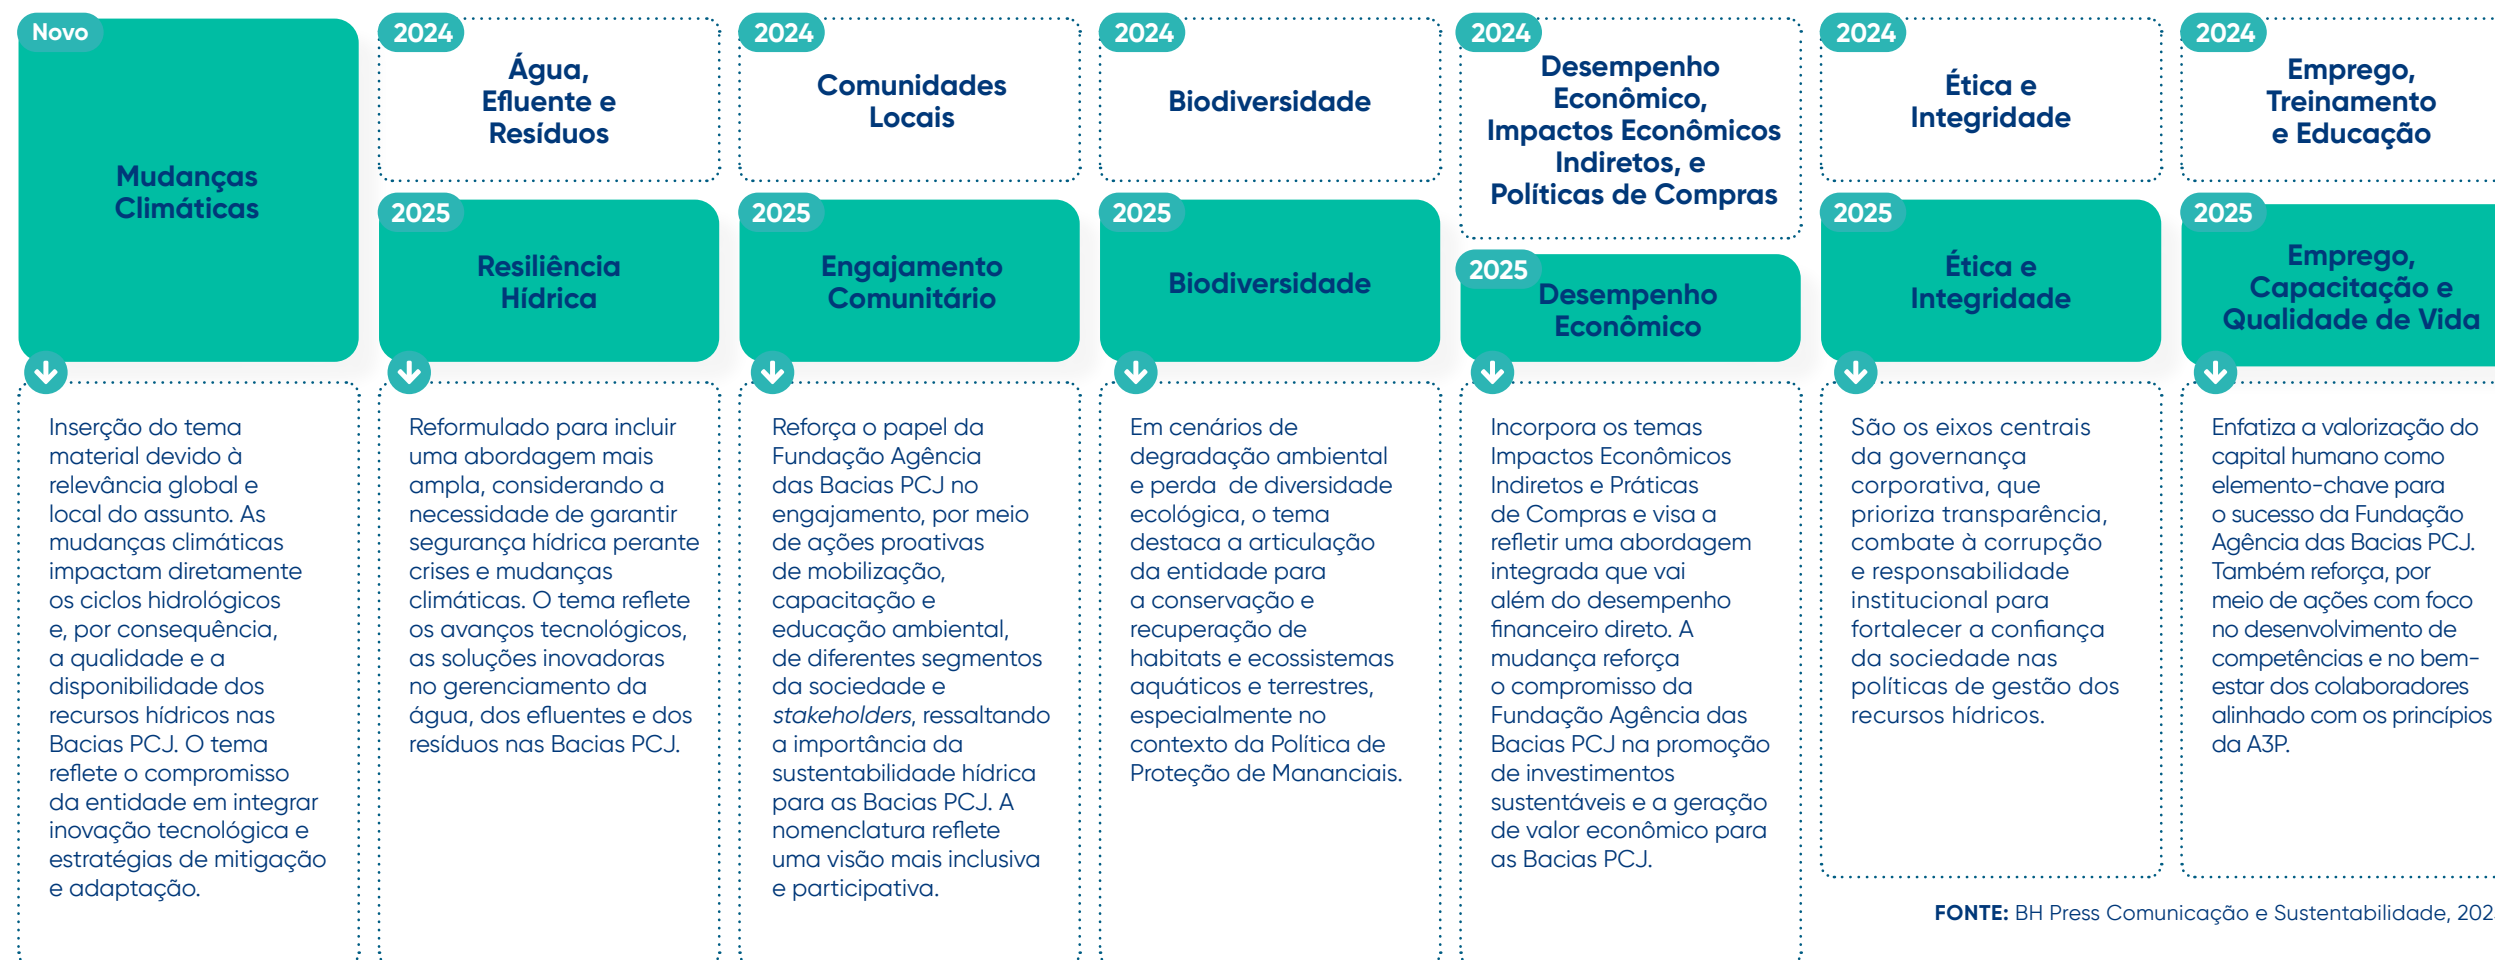 Novo
Mudanças
Climáticas
Inserção do tema
material devido à
relevância global e
local do assunto. As
mudanças climáticas
impactam diretamente
os ciclos hidrológicos
e, por consequência,
a qualidade e a
disponibilidade dos
recursos hídricos nas
Bacias PCJ. O tema
reflete o compromisso
da entidade em integrar
inovação tecnológica e
estratégias de mitigação
e adaptação.
2024
Água,
Efluente e
Resíduos
2025
Resiliência
Hídrica
Reformulado para incluir
uma abordagem mais
ampla, considerando a
necessidade de garantir
segurança hídrica perante
crises e mudanças
climáticas. O tema reflete
os avanços tecnológicos,
as soluções inovadoras
no gerenciamento da
água, dos efluentes e dos
resíduos nas Bacias PCJ.
2024
Comunidades
Locais
2025
Engajamento
Comunitário
Reforça o papel da
Fundação Agência
das Bacias PCJ no
engajamento, por meio
de ações proativas
de mobilização,
capacitação e
educação ambiental,
de diferentes segmentos
da sociedade e
stakeholders, ressaltando
a importância da
sustentabilidade hídrica
para as Bacias PCJ. A
nomenclatura reflete
uma visão mais inclusiva
e participativa.
2024
Biodiversidade
2025
Biodiversidade
Em cenários de
degradação ambiental
e perda  de diversidade
ecológica, o tema
destaca a articulação
da entidade para
a conservação e
recuperação de
habitats e ecossistemas
aquáticos e terrestres,
especialmente no
contexto da Política de
Proteção de Mananciais.
2024
Desempenho
Econômico,
Impactos Econômicos
Indiretos, e
Políticas de Compras
2025
Desempenho
Econômico
Incorpora os temas
Impactos Econômicos
Indiretos e Práticas
de Compras e visa a
refletir uma abordagem
integrada que vai
além do desempenho
financeiro direto. A
mudança reforça
o compromisso da
Fundação Agência das
Bacias PCJ na promoção
de investimentos
sustentáveis e a geração
de valor econômico para
as Bacias PCJ.
2024
Ética e
Integridade
2025
Ética e
Integridade
São os eixos centrais
da governança
corporativa, que
prioriza transparência,
combate à corrupção
e responsabilidade
institucional para
fortalecer a confiança
da sociedade nas
políticas de gestão dos
recursos hídricos.
2024
Emprego,
Treinamento
e Educação
2025
Emprego,
Capacitação e
Qualidade de Vida
Enfatiza a valorização do
capital humano como
elemento-chave para
o sucesso da Fundação
Agência das Bacias PCJ.
Também reforça, por
meio de ações com foco
no desenvolvimento de
competências e no bem-
estar dos colaboradores
alinhado com os princípios
da A3P.
FONTE: BH Press Comunicação e Sustentabilidade,